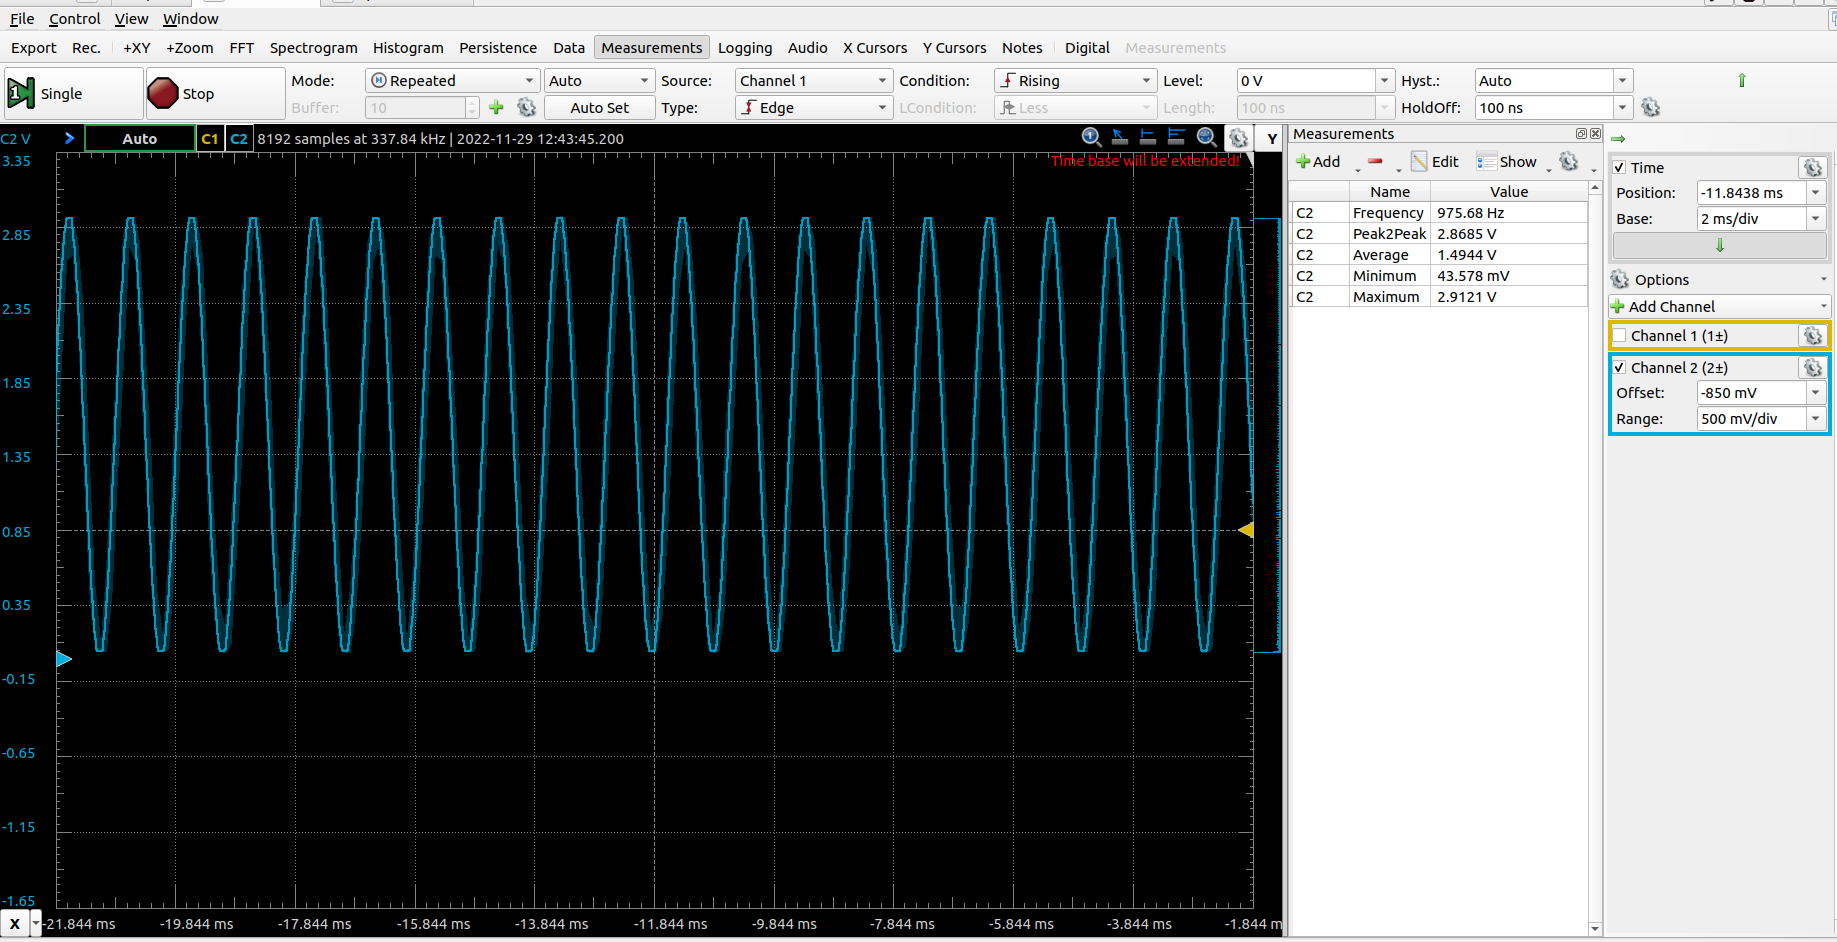 File Control View Window
Export Rec. +XY +Zoom FFT Spectrogram Histogram Persistence Data Measurements Logging Audio X Cursors Y Cursors Notes Digital Measurements
Single Stop Mode: Repeated Auto Source: Channel 1 Condition: Rising Level: 0 V Hyst.: Auto
Buffer: 10 Auto Set Type: Edge LCondition: Less Length: 100 ns HoldOff: 100 ns
C2 V Auto C1 C2 8192 samples at 337.84 kHz | 2022-11-29 12:43:45.200 Y
Time base will be extended!
3.35
2.85
2.35
1.85
1.35
0.85
0.35
-0.15
-0.65
-1.15
-1.65
X -21.844 ms -19.844 ms -17.844 ms -15.844 ms -13.844 ms -11.844 ms -9.844 ms -7.844 ms -5.844 ms -3.844 ms -1.844 m
Measurements
Add Edit Show
Name Value
C2 Frequency 975.68 Hz
C2 Peak2Peak 2.8685 V
C2 Average 1.4944 V
C2 Minimum 43.578 mV
C2 Maximum 2.9121 V
Time
Position: -11.8438 ms
Base: 2 ms/div
Options
Add Channel
Channel 1 (1±)
Channel 2 (2±)
Offset: -850 mV
Range: 500 mV/div